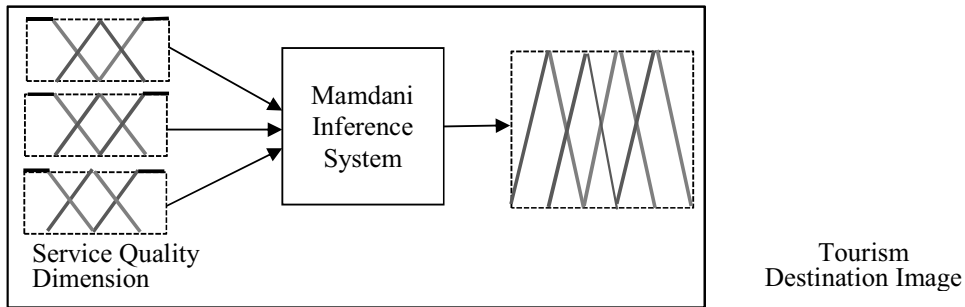 Mamdani
Inference
System
Service Quality
Dimension
Tourism
Destination Image